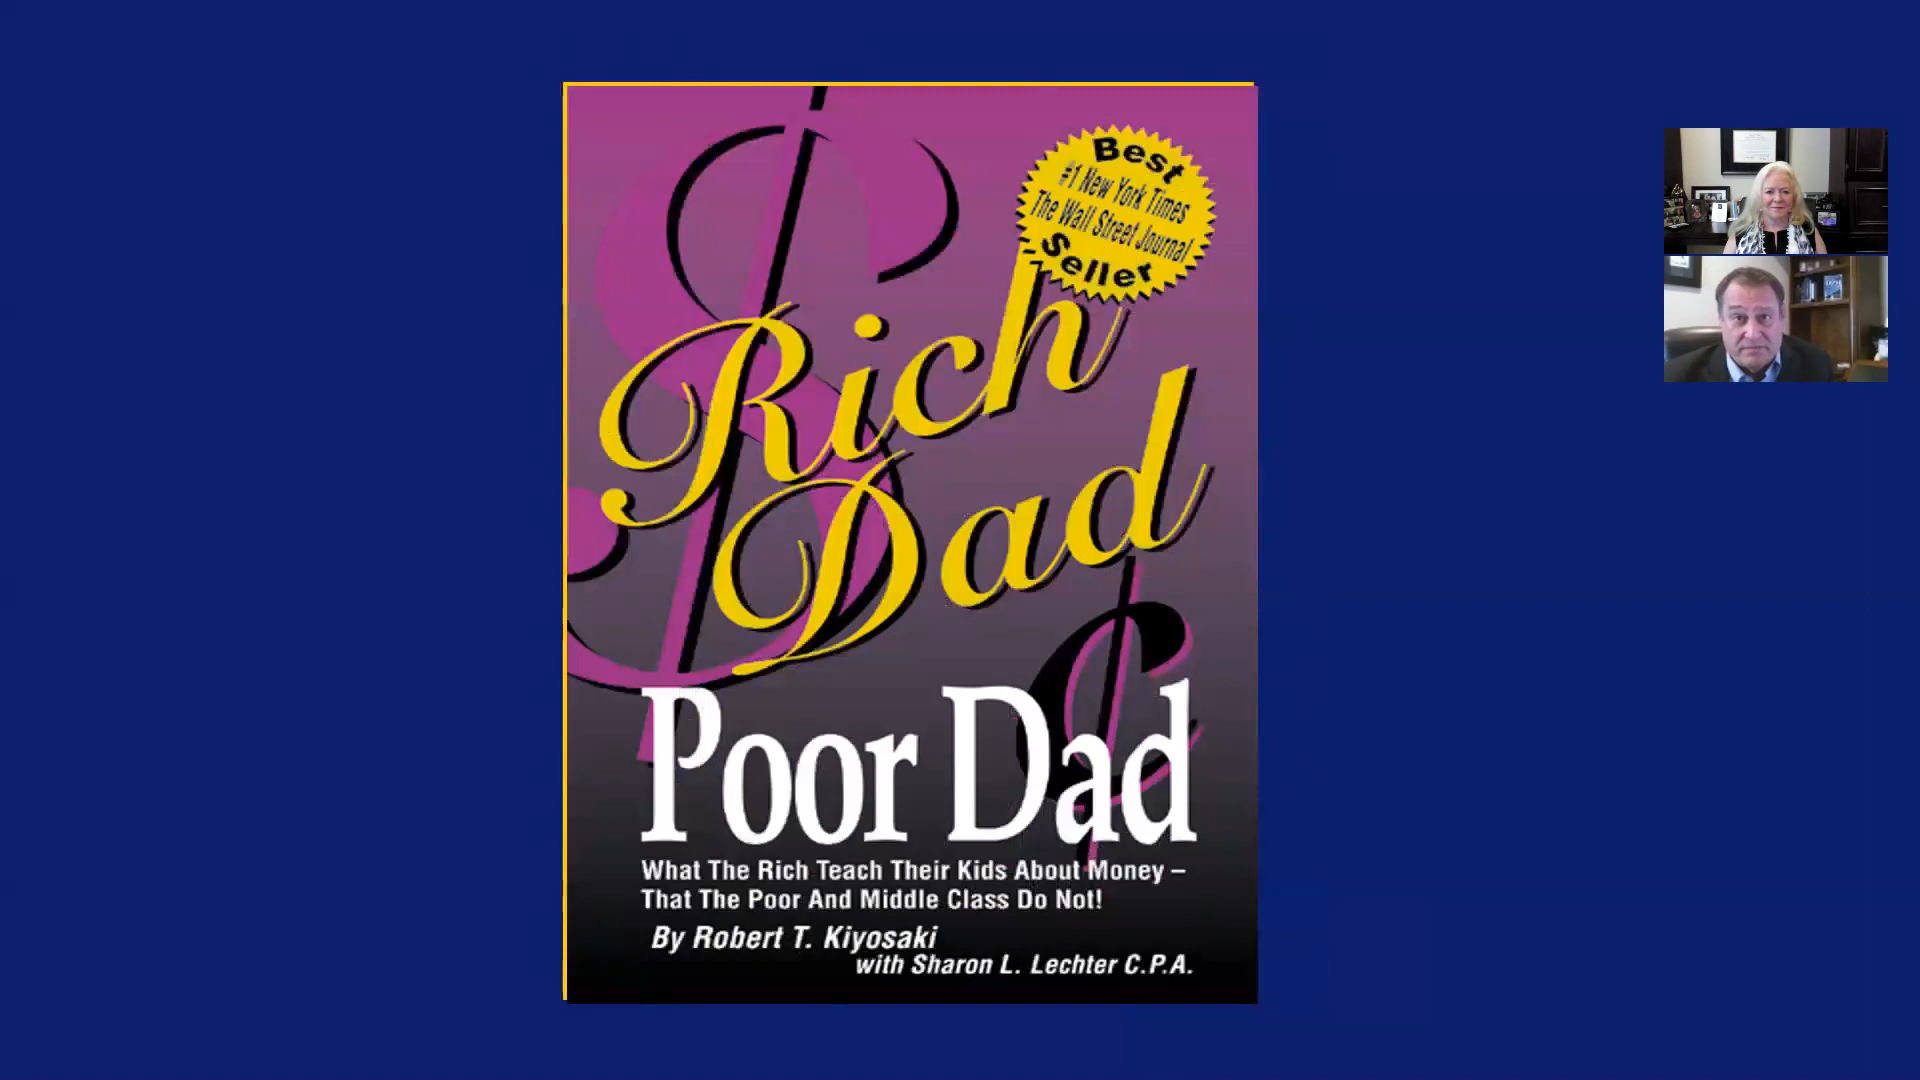 Best
#1 New York Times
The Wall Street Journal
Seller
Rich
Dad
Poor Dad
What The Rich Teach Their Kids About Money –
That The Poor And Middle Class Do Not!
By Robert T. Kiyosaki
with Sharon L. Lechter C.P.A.